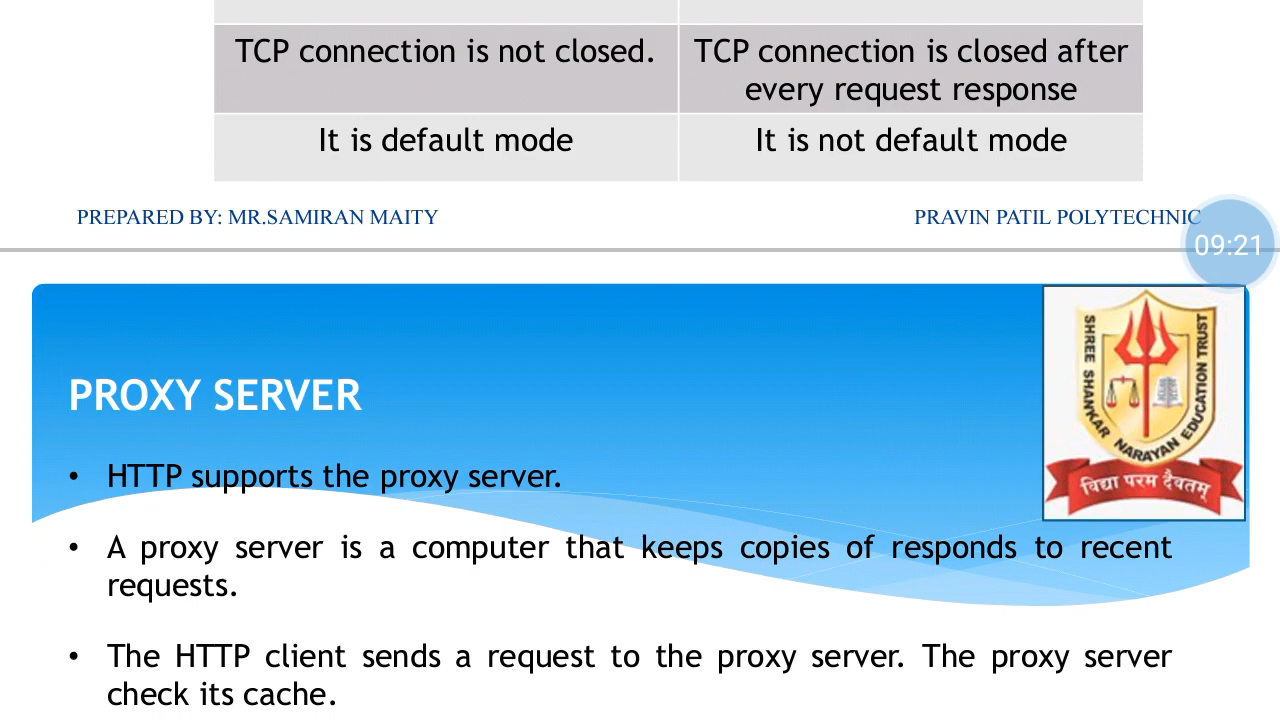 TCP connection is not closed.
TCP connection is closed after
every request response
It is default mode
It is not default mode
PREPARED BY: MR.SAMIRAN MAITY
PRAVIN PATIL POLYTECHNIC
09:21
SHREE SHANKAR NARAYAN EDUCATION TRUST
विद्या परम दैवतम्
PROXY SERVER
• HTTP supports the proxy server.
• A proxy server is a computer that keeps copies of responds to recent
requests.
• The HTTP client sends a request to the proxy server. The proxy server
check its cache.